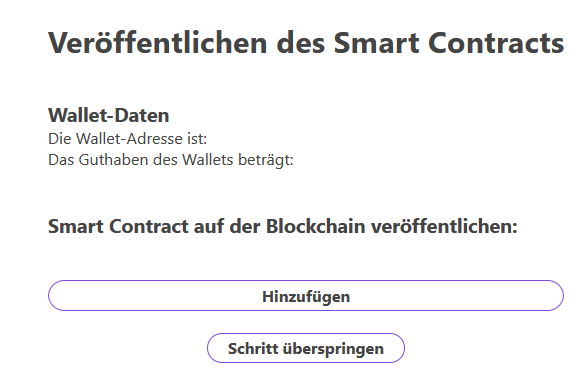 Veröffentlichen des Smart Contracts
Wallet-Daten
Die Wallet-Adresse ist:
Das Guthaben des Wallets beträgt:
Smart Contract auf der Blockchain veröffentlichen:
Hinzufügen
Schritt überspringen